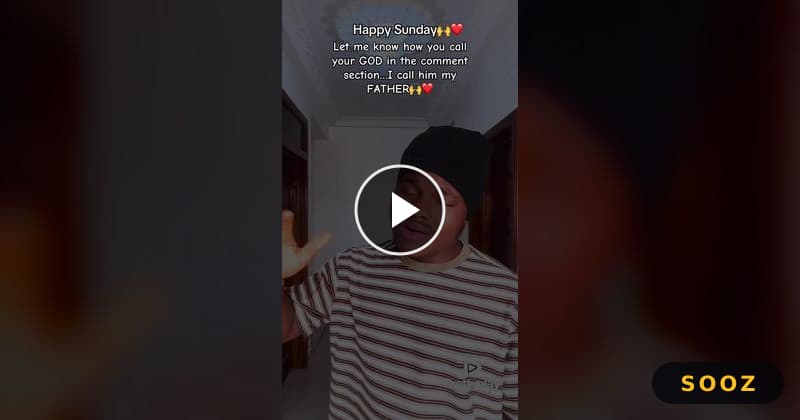 Happy Sunday🙌❤️
Let me know how you call
your GOD in the comment
section...I call him my
FATHER🙌❤️
SOOZ